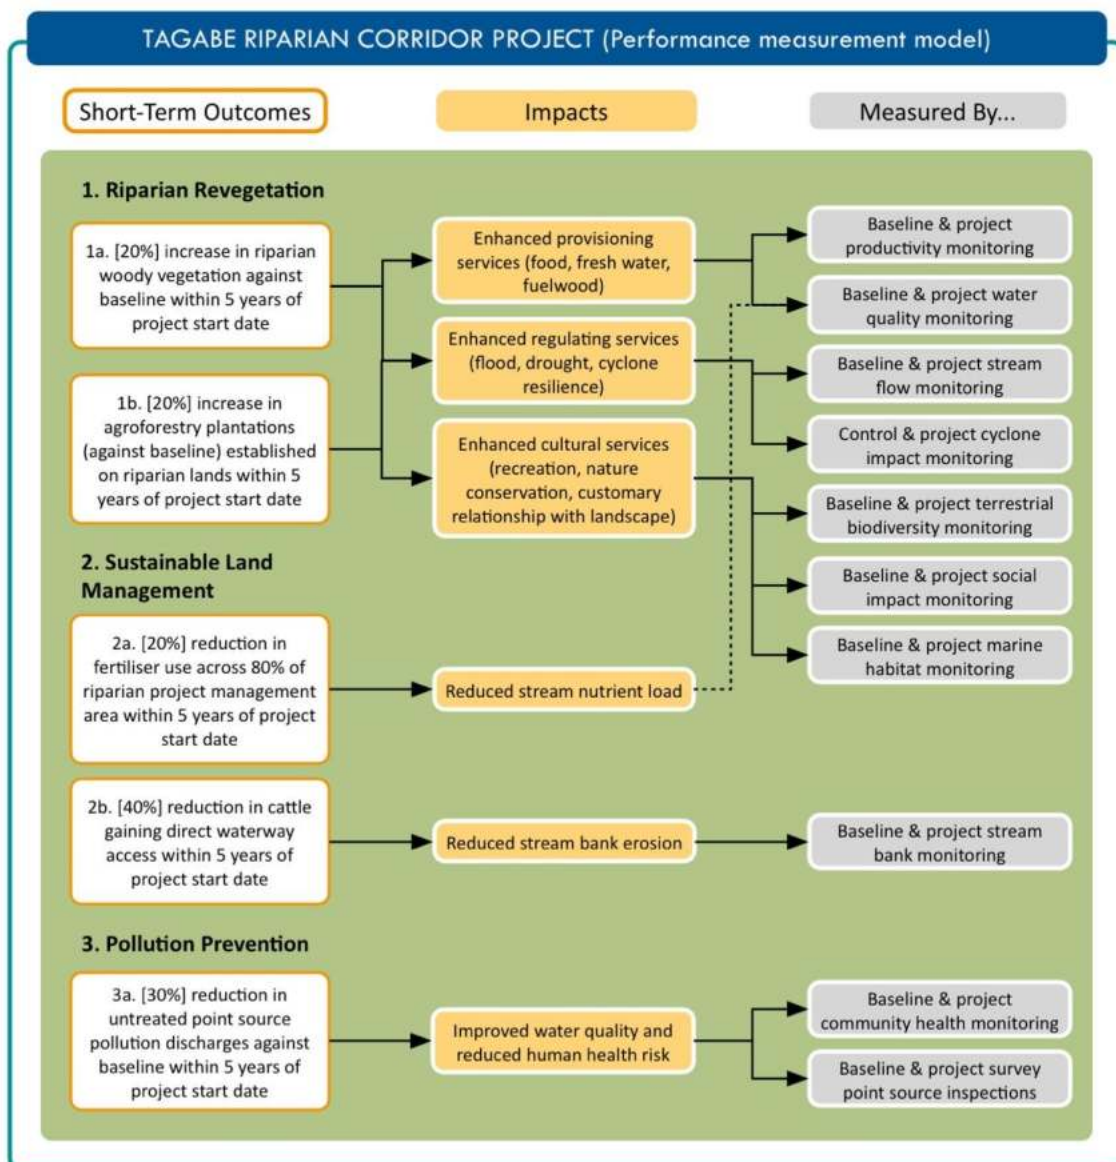 TAGABE RIPARIAN CORRIDOR PROJECT (Performance measurement model)
Short-Term Outcomes
Impacts
Measured By...
1. Riparian Revegetation
1a. [20%] increase in riparian
woody vegetation against
baseline within 5 years of
project start date
1b. [20%] increase in
agroforestry plantations
(against baseline) established
on riparian lands within 5
years of project start date
Enhanced provisioning
services (food, fresh water,
fuelwood)
Enhanced regulating services
(flood, drought, cyclone
resilience)
Enhanced cultural services
(recreation, nature
conservation, customary
relationship with landscape)
Baseline & project
productivity monitoring
Baseline & project water
quality monitoring
Baseline & project stream
flow monitoring
Control & project cyclone
impact monitoring
Baseline & project terrestrial
biodiversity monitoring
Baseline & project social
impact monitoring
Baseline & project marine
habitat monitoring
2. Sustainable Land
Management
2a. [20%] reduction in
fertiliser use across 80% of
riparian project management
area within 5 years of project
start date
Reduced stream nutrient load
2b. [40%] reduction in cattle
gaining direct waterway
access within 5 years of
project start date
Reduced stream bank erosion
Baseline & project stream
bank monitoring
3. Pollution Prevention
3a. [30%] reduction in
untreated point source
pollution discharges against
baseline within 5 years of
project start date
Improved water quality and
reduced human health risk
Baseline & project
community health monitoring
Baseline & project survey
point source inspections